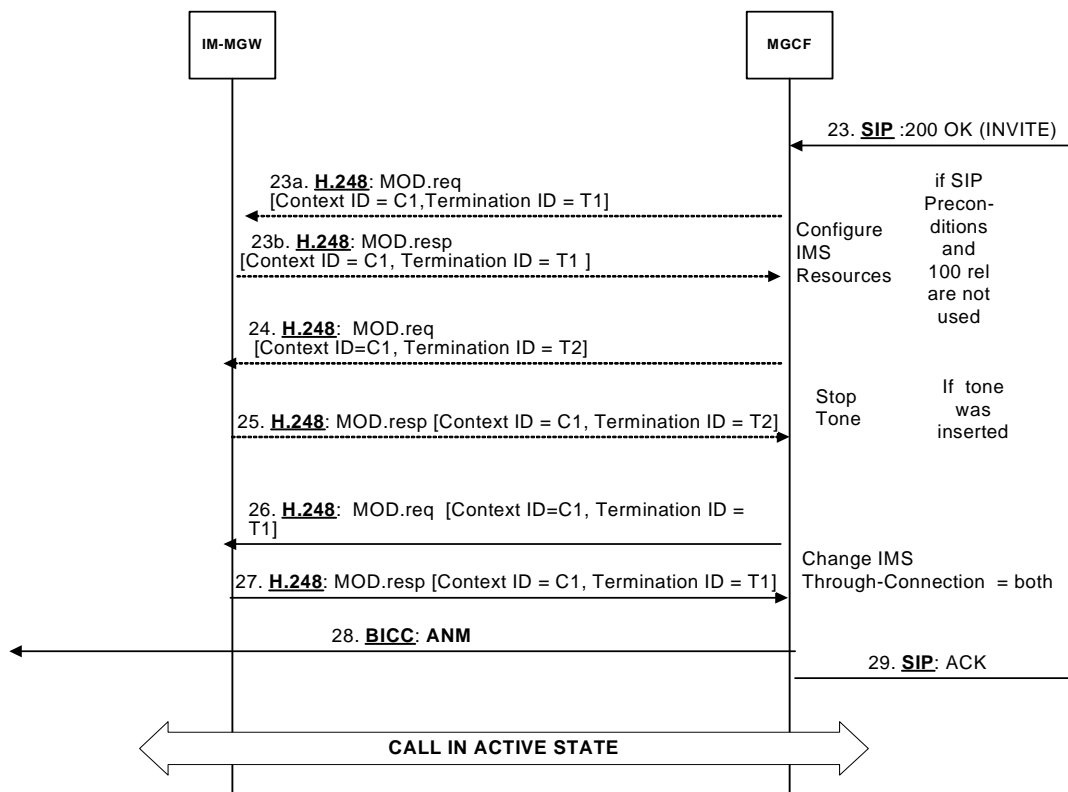 IM-MGW
MGCF
23. SIP :200 OK (INVITE)
23a. H.248: MOD.req
[Context ID = C1,Termination ID = T1]
23b. H.248: MOD.resp
[Context ID = C1, Termination ID = T1 ]
Configure
IMS
Resources
if SIP
Precon-
ditions
and
100 rel
are not
used
24. H.248: MOD.req
[Context ID=C1, Termination ID = T2]
25. H.248: MOD.resp [Context ID = C1, Termination ID = T2]
Stop
Tone
If tone
was
inserted
26. H.248: MOD.req [Context ID=C1, Termination ID =
T1]
27. H.248: MOD.resp [Context ID = C1, Termination ID = T1]
Change IMS
Through-Connection = both
28. BICC: ANM
29. SIP: ACK
CALL IN ACTIVE STATE